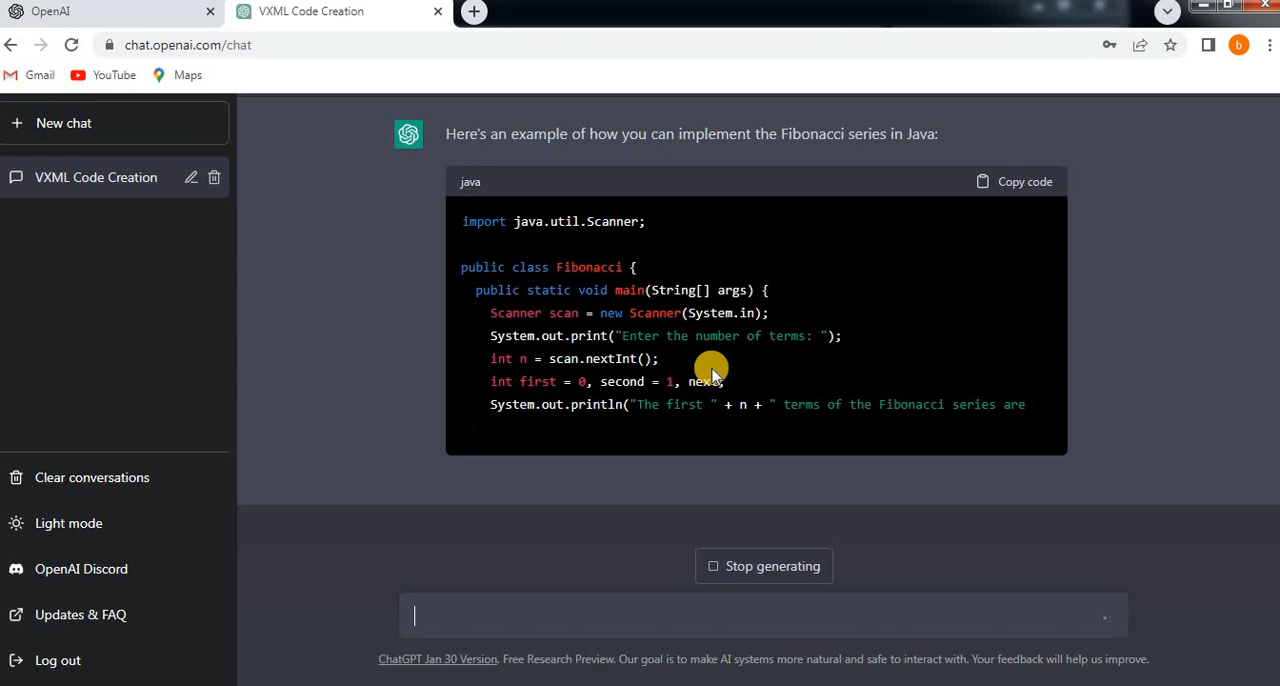 OpenAI
VXML Code Creation
chat.openai.com/chat
Gmail YouTube Maps
New chat
VXML Code Creation
Clear conversations
Light mode
OpenAI Discord
Updates & FAQ
Log out
Here's an example of how you can implement the Fibonacci series in Java:
java Copy code
import java.util.Scanner;
public class Fibonacci {
public static void main(String[] args) {
Scanner scan = new Scanner(System.in);
System.out.print("Enter the number of terms: ");
int n = scan.nextInt();
int first = 0, second = 1, next;
System.out.println("The first " + n + " terms of the Fibonacci series are
Stop generating
ChatGPT Jan 30 Version. Free Research Preview. Our goal is to make AI systems more natural and safe to interact with. Your feedback will help us improve.
b